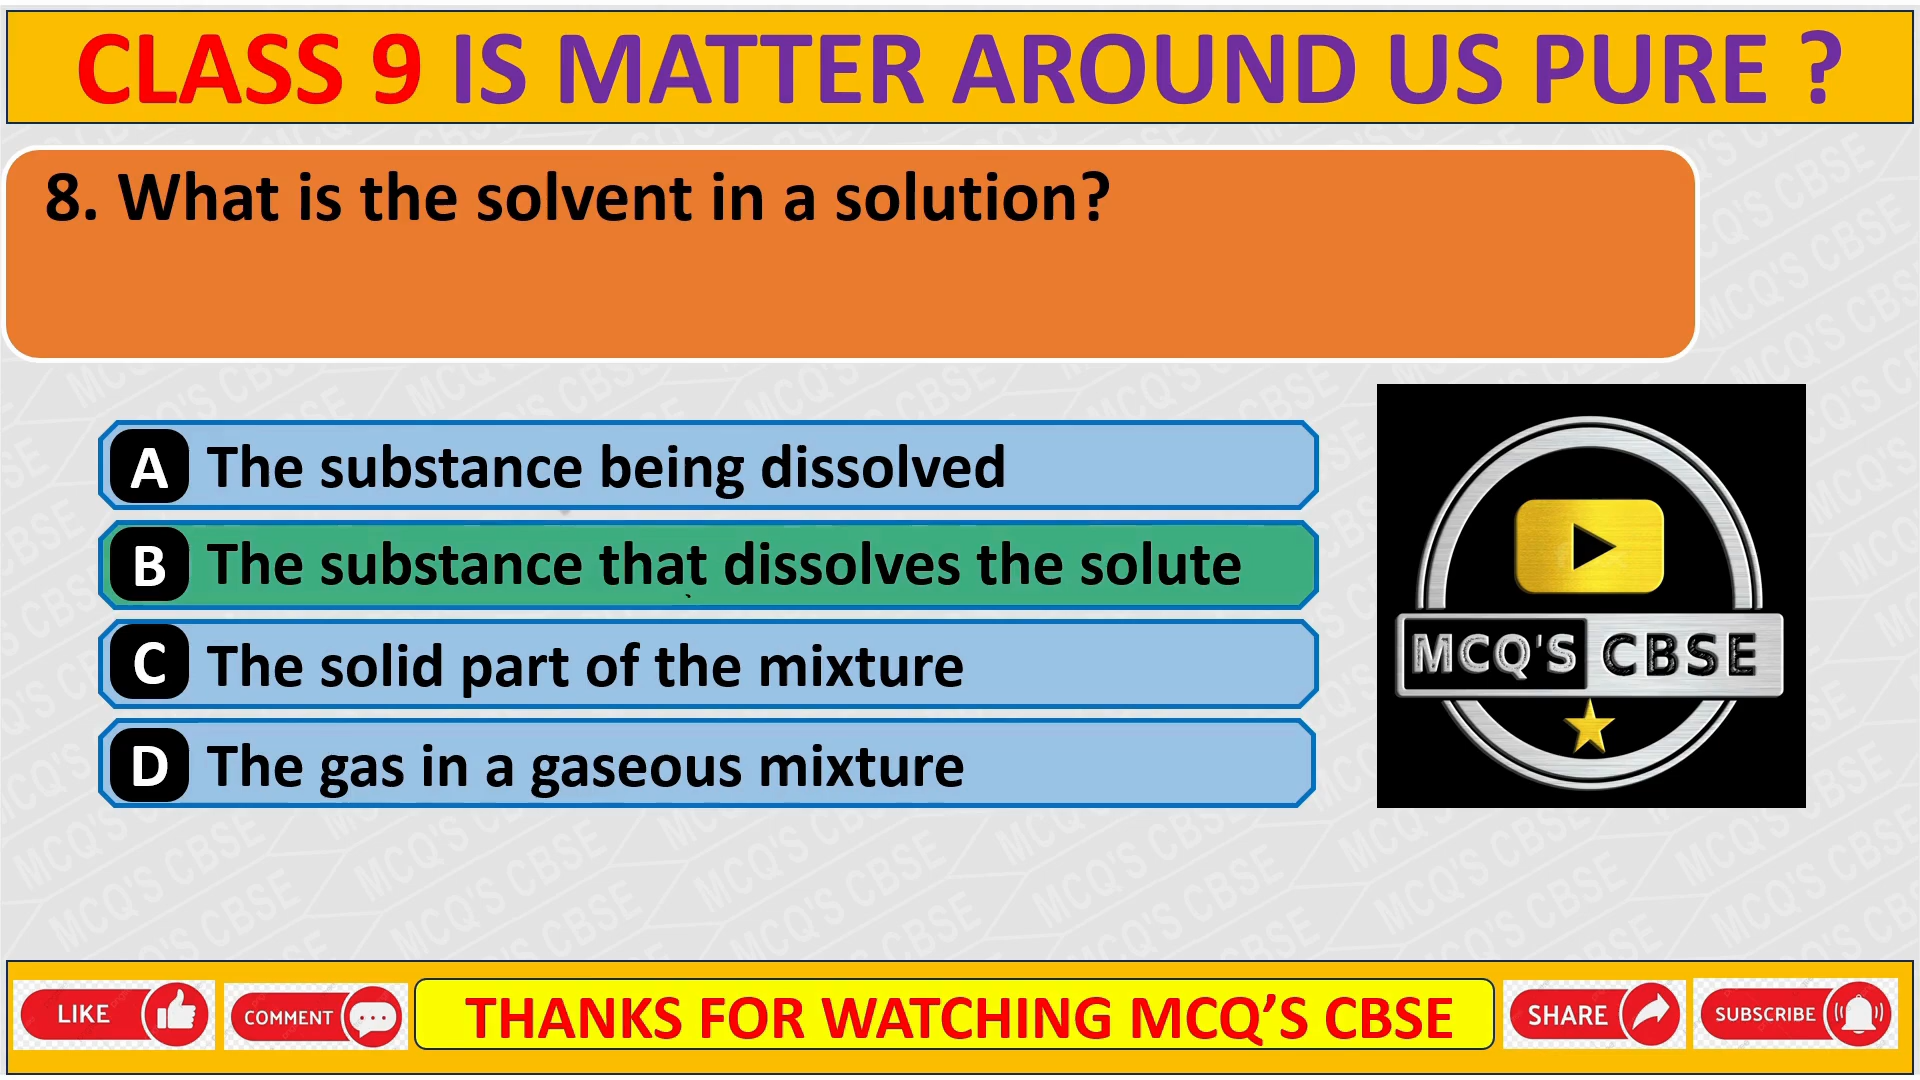 CLASS 9 IS MATTER AROUND US PURE ?
8. What is the solvent in a solution?
A The substance being dissolved
B The substance that dissolves the solute
C The solid part of the mixture
D The gas in a gaseous mixture
MCQ'S CBSE
LIKE
COMMENT
THANKS FOR WATCHING MCQ’S CBSE
SHARE
SUBSCRIBE